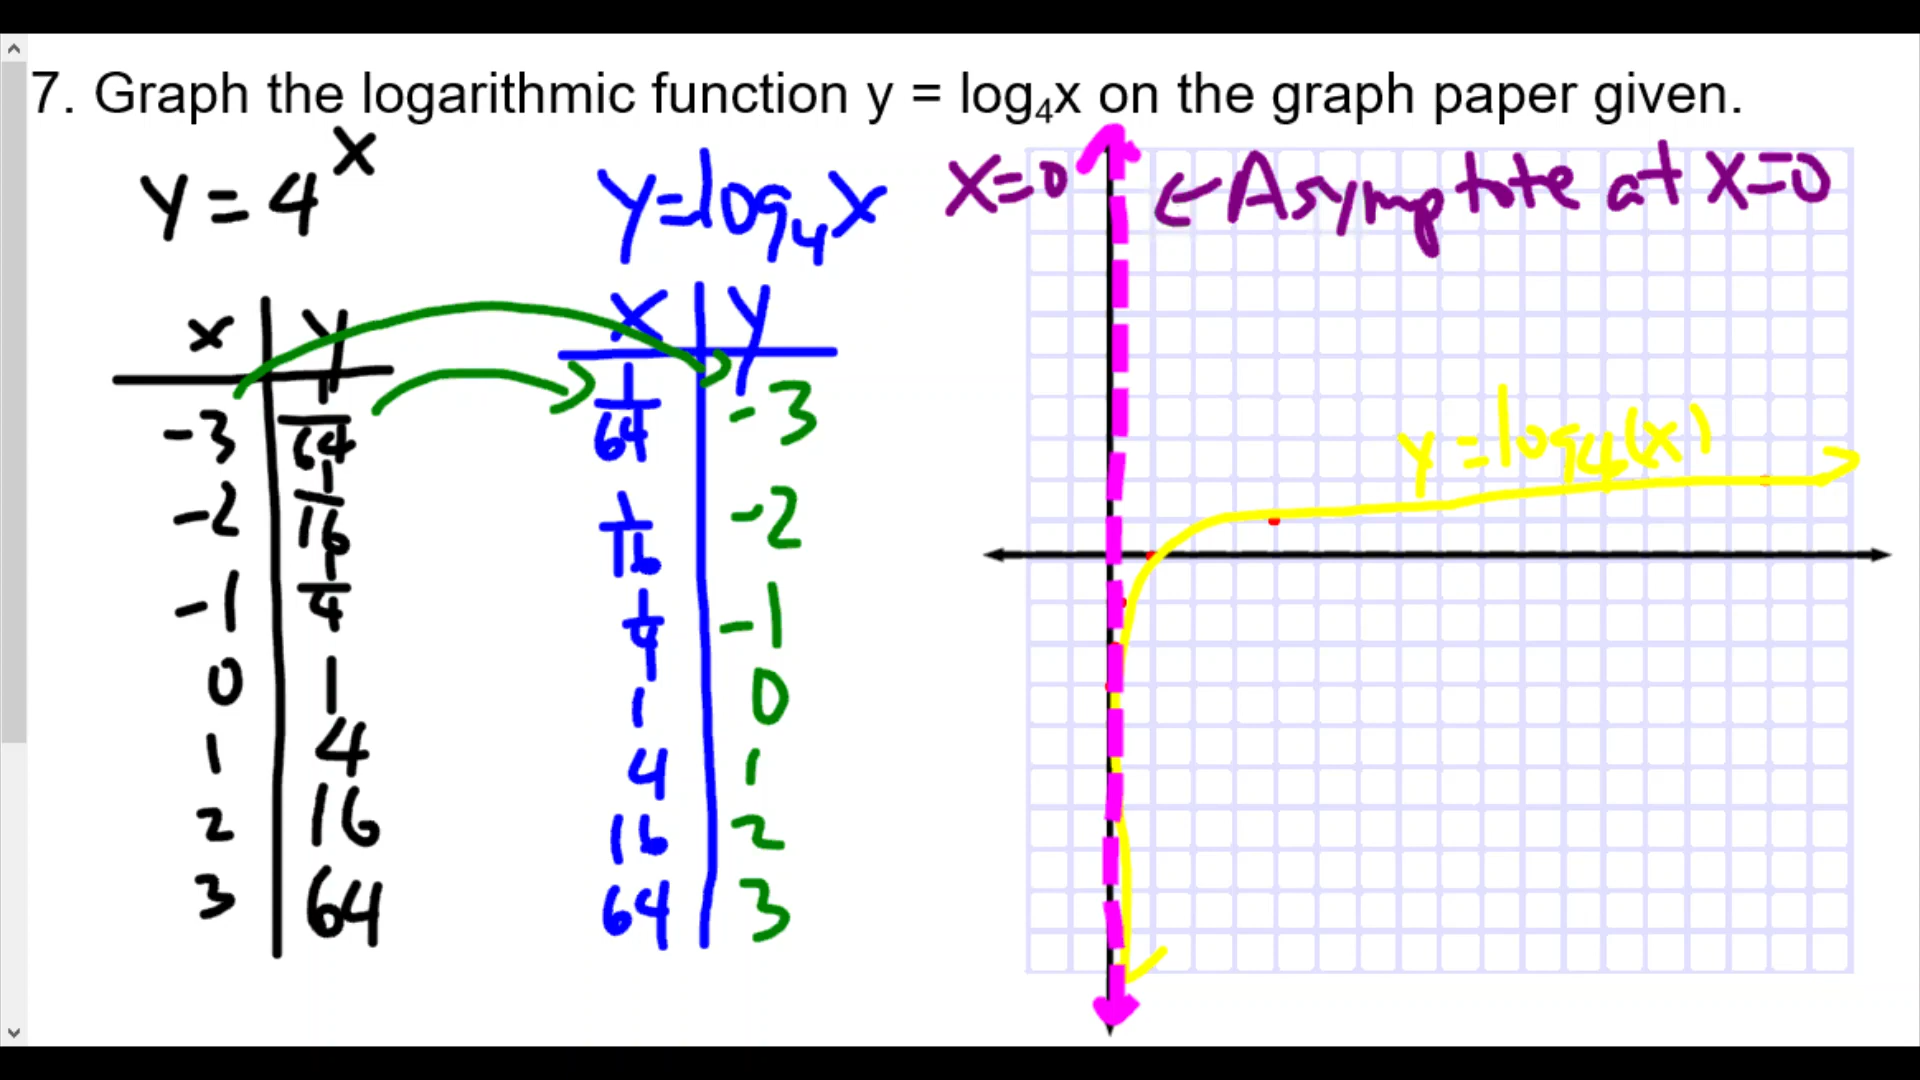 7. Graph the logarithmic function y = log₄x on the graph paper given.
y = 4^x
x | y
-3 | 1/64
-2 | 1/16
-1 | 1/4
0 | 1
1 | 4
2 | 16
3 | 64
y = log₄x
x | y
1/64 | -3
1/16 | -2
1/4 | -1
1 | 0
4 | 1
16 | 2
64 | 3
x=0
← Asymptote at x=0
y = log₄(x)